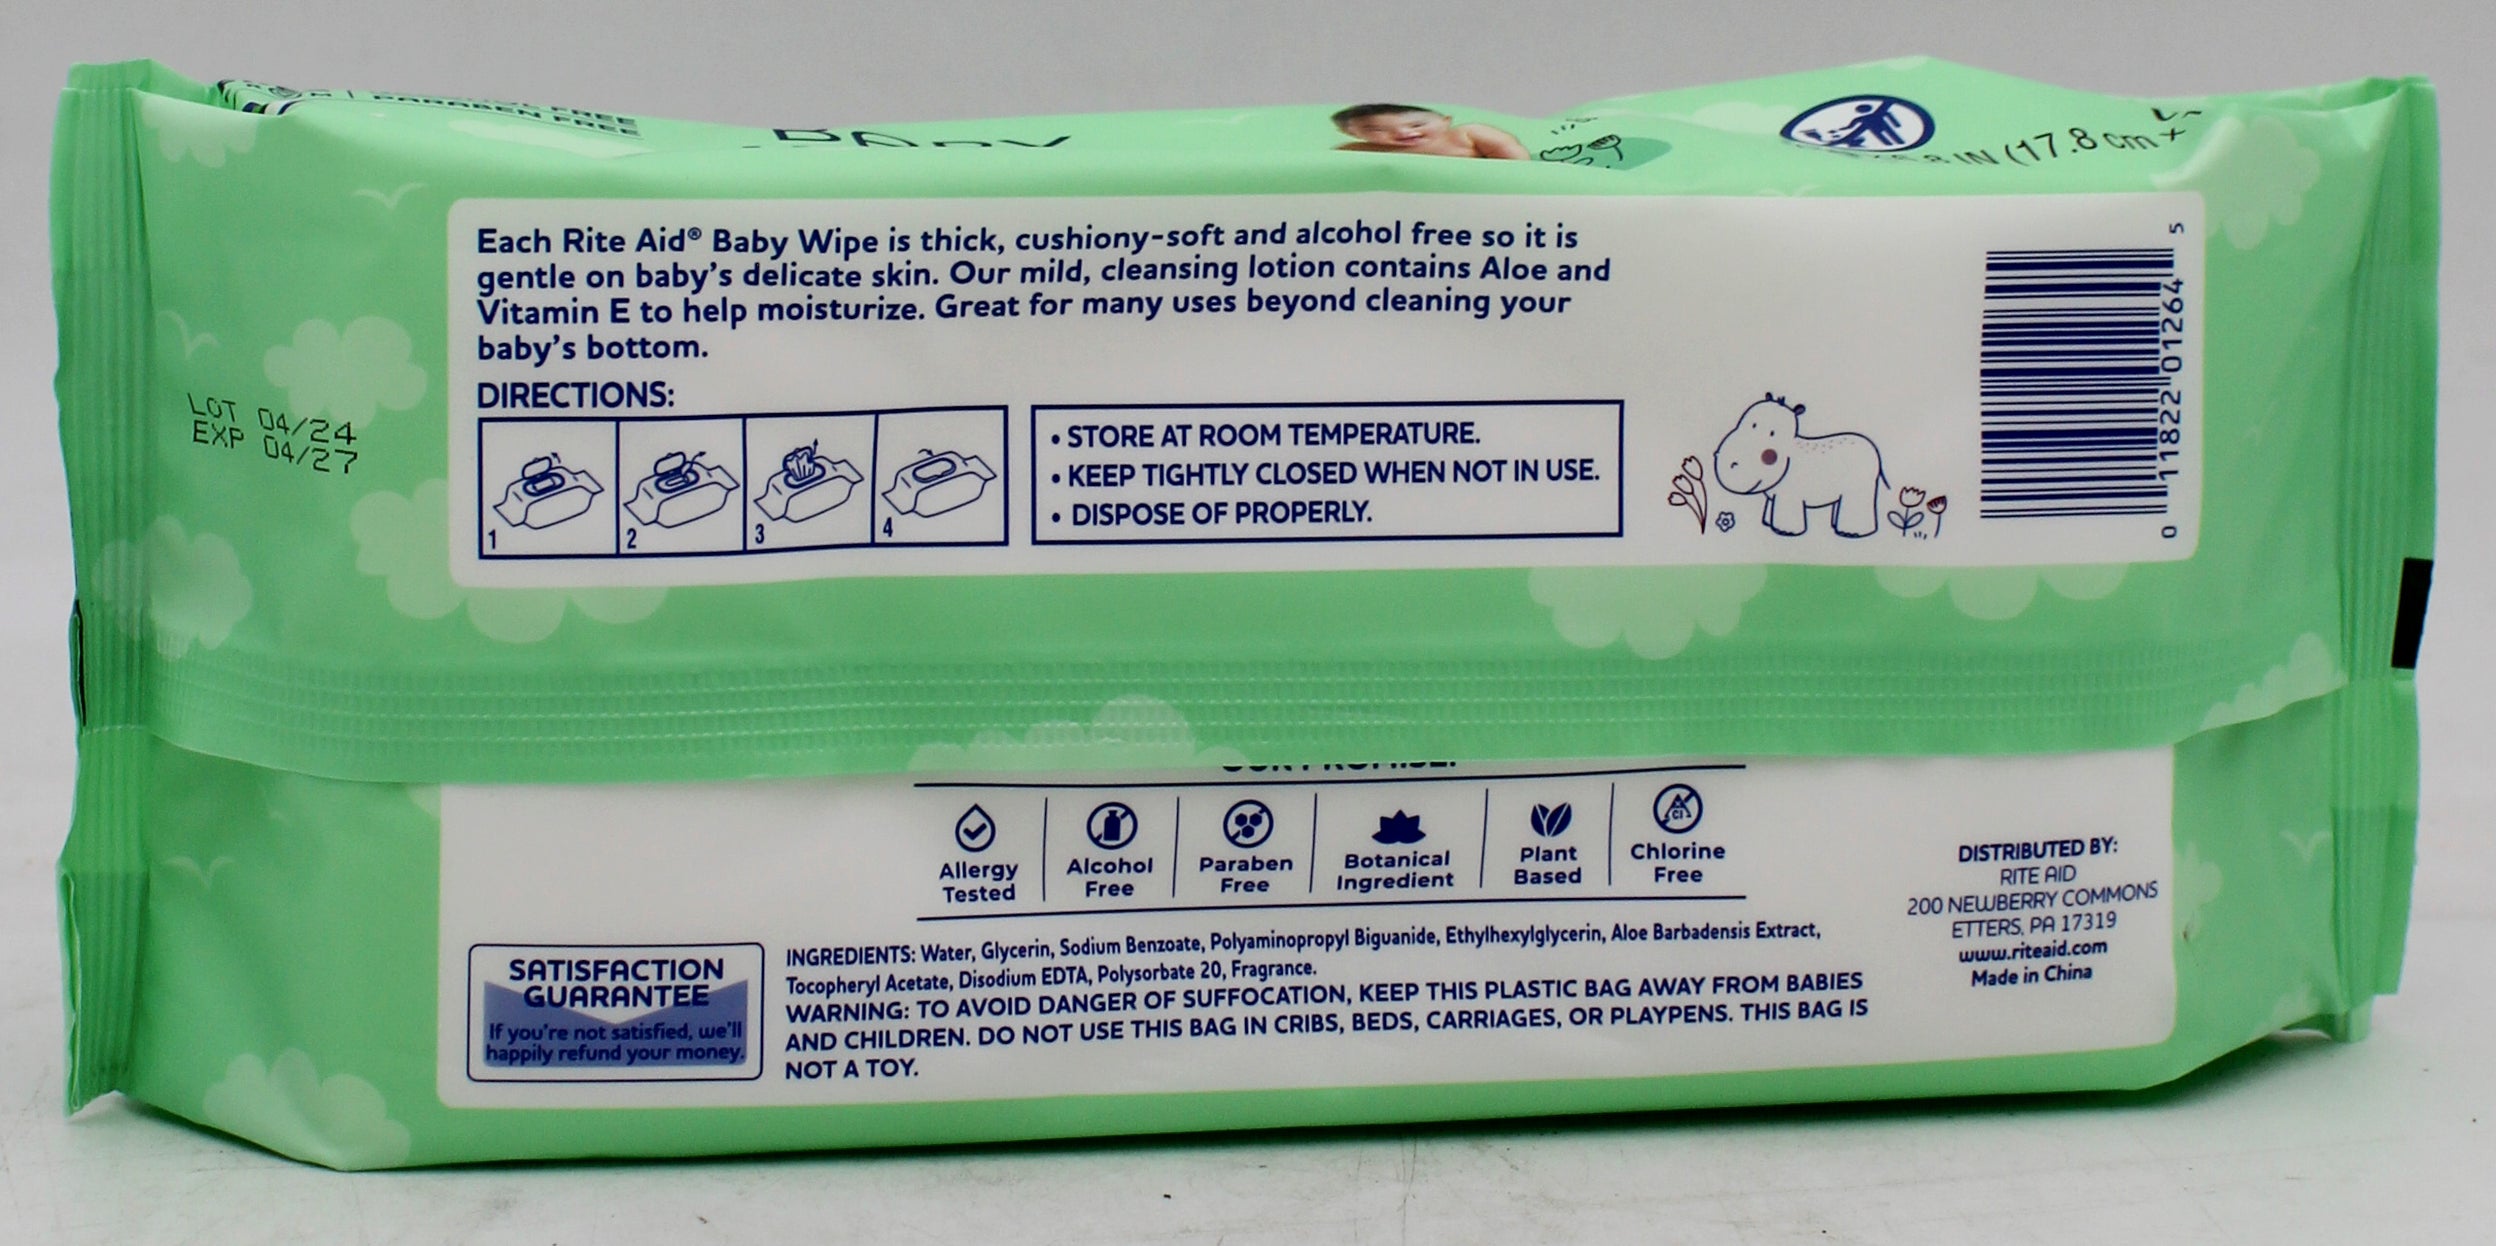 PARABEN FREE
IN (17.8 cm x
Each Rite Aid® Baby Wipe is thick, cushiony-soft and alcohol free so it is
gentle on baby's delicate skin. Our mild, cleansing lotion contains Aloe and
Vitamin E to help moisturize. Great for many uses beyond cleaning your
baby's bottom.
DIRECTIONS:
1
2
3
4
• STORE AT ROOM TEMPERATURE.
• KEEP TIGHTLY CLOSED WHEN NOT IN USE.
• DISPOSE OF PROPERLY.
0 11822 01264 5
LOT 04/24
EXP 04/27
Allergy
Tested
Alcohol
Free
Paraben
Free
Botanical
Ingredient
Plant
Based
Cl
Chlorine
Free
SATISFACTION
GUARANTEE
If you're not satisfied, we'll
happily refund your money.
INGREDIENTS: Water, Glycerin, Sodium Benzoate, Polyaminopropyl Biguanide, Ethylhexylglycerin, Aloe Barbadensis Extract,
Tocopheryl Acetate, Disodium EDTA, Polysorbate 20, Fragrance.
WARNING: TO AVOID DANGER OF SUFFOCATION, KEEP THIS PLASTIC BAG AWAY FROM BABIES
AND CHILDREN. DO NOT USE THIS BAG IN CRIBS, BEDS, CARRIAGES, OR PLAYPENS. THIS BAG IS
NOT A TOY.
DISTRIBUTED BY:
RITE AID
200 NEWBERRY COMMONS
ETTERS, PA 17319
www.riteaid.com
Made in China